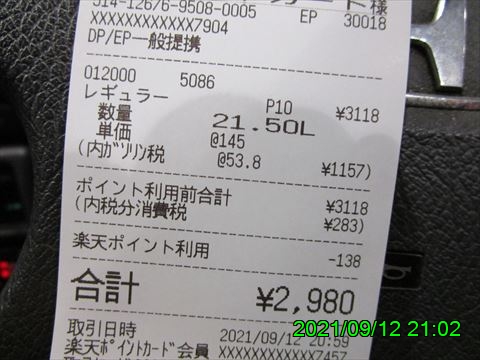 514-12676-9508-0005 EP 30018
XXXXXXXXXXXX7904
DP/EP一般提携
012000 5086
レギュラー P10 ¥3118
数量 21.50L
単価 @145
(内ｶﾞｿﾘﾝ税 @53.8 ¥1157)
ポイント利用前合計 ¥3118
(内税分消費税 ¥283)
楽天ポイント利用 -138
合計 ¥2,980
取引日時 2021/09/12 20:59
楽天ﾎﾟｲﾝﾄｶｰﾄﾞ会員
2021/09/12 21:02